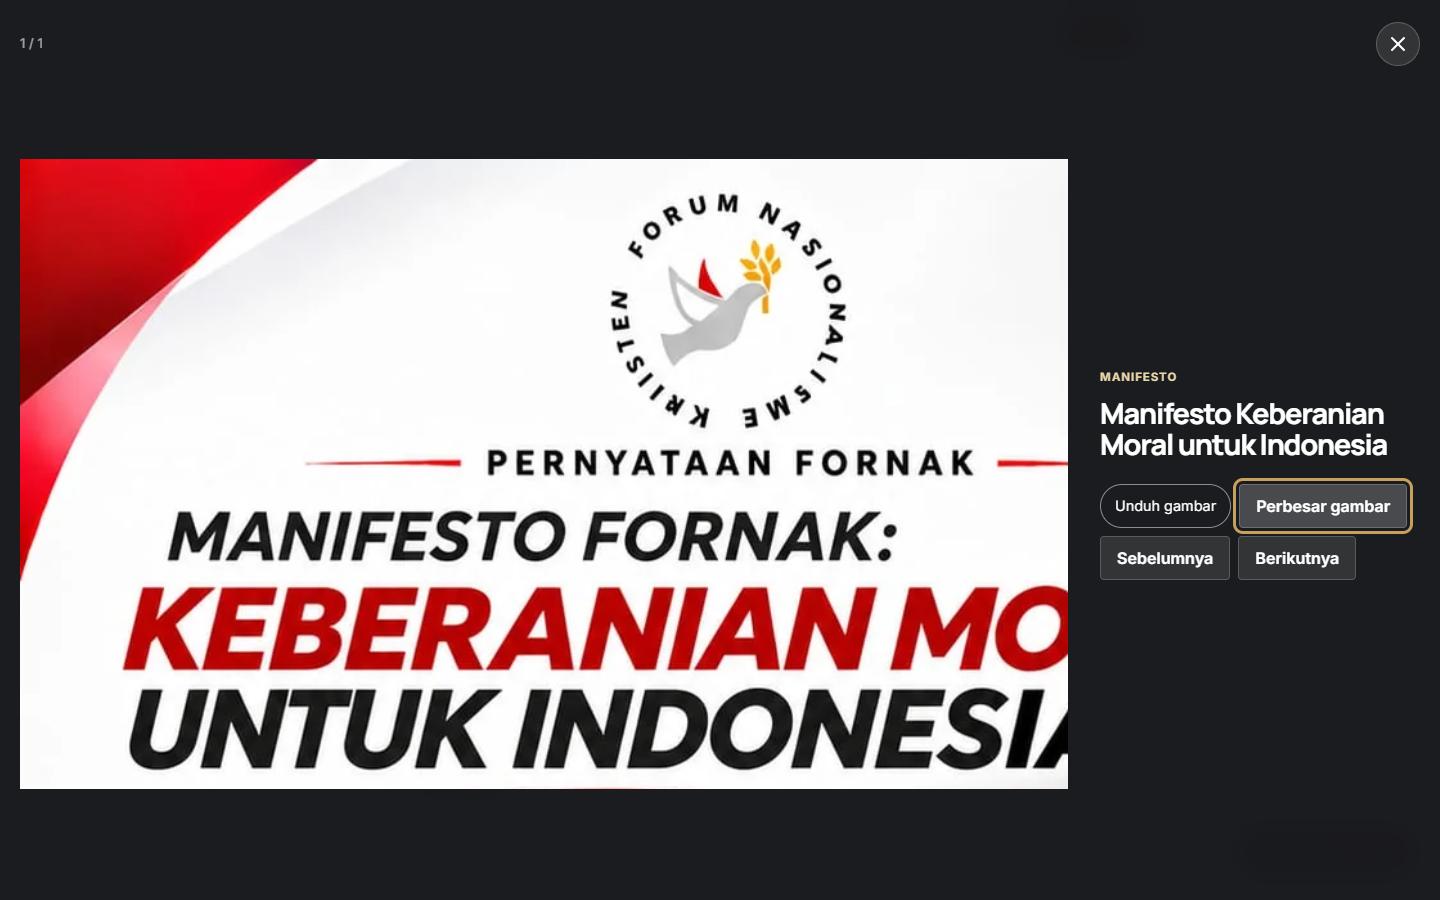 1 / 1
FORUM NASIONALISME KRIISTEN
PERNYATAAN FORNAK
MANIFESTO FORNAK:
KEBERANIAN MO
UNTUK INDONESIA
MANIFESTO
Manifesto Keberanian
Moral untuk Indonesia
Unduh gambar
Perbesar gambar
Sebelumnya
Berikutnya